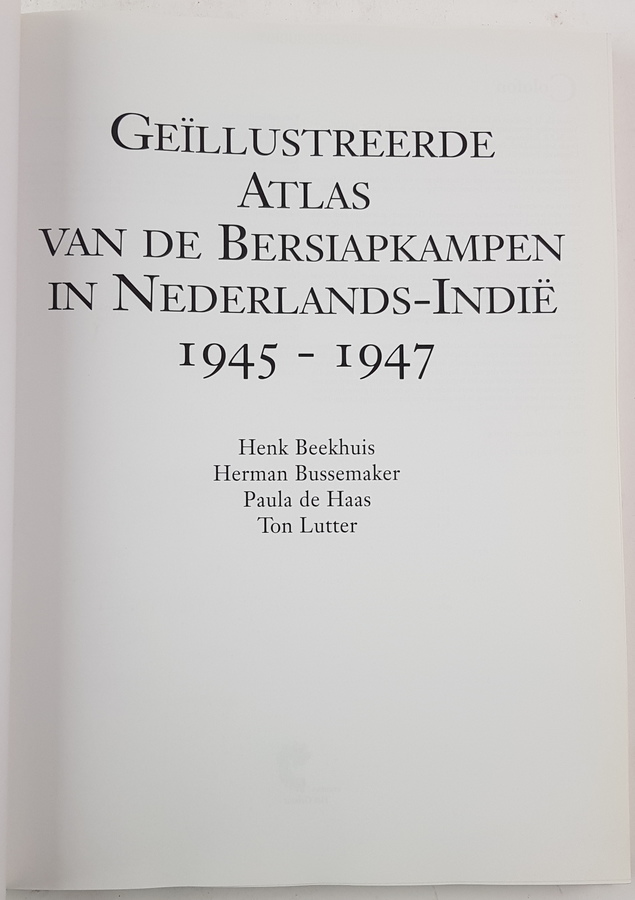 GEÏLLUSTREERDE
ATLAS
VAN DE BERSIAPKAMPEN
IN NEDERLANDS-INDIË
1945 - 1947
Henk Beekhuis
Herman Bussemaker
Paula de Haas
Ton Lutter